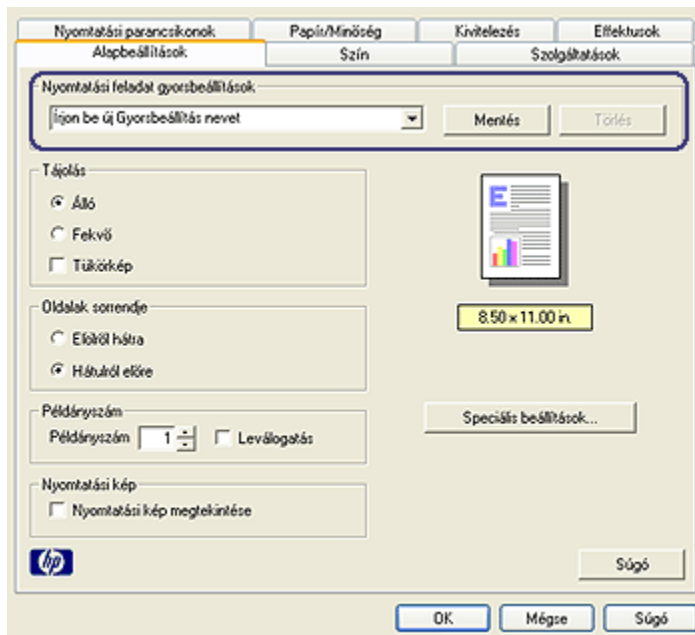 Nyomtatási parancsikonok Papír/Minőség Kivitelezés Effektusok
Alapbeállítások Szín Szolgáltatások
Nyomtatási feladat gyorsbeállítások
Írjon be új Gyorsbeállítás nevet Mentés Törlés
Tájolás
Álló
Fekvő
Tükörkép
E
8.50 x 11.00 in.
Oldalak sorrendje
Elölről hátra
Hátulról előre
Példányszám
Példányszám 1 Leválogatás
Speciális beállítások...
Nyomtatási kép
Nyomtatási kép megtekintése
hp
Súgó
OK Mégse Súgó